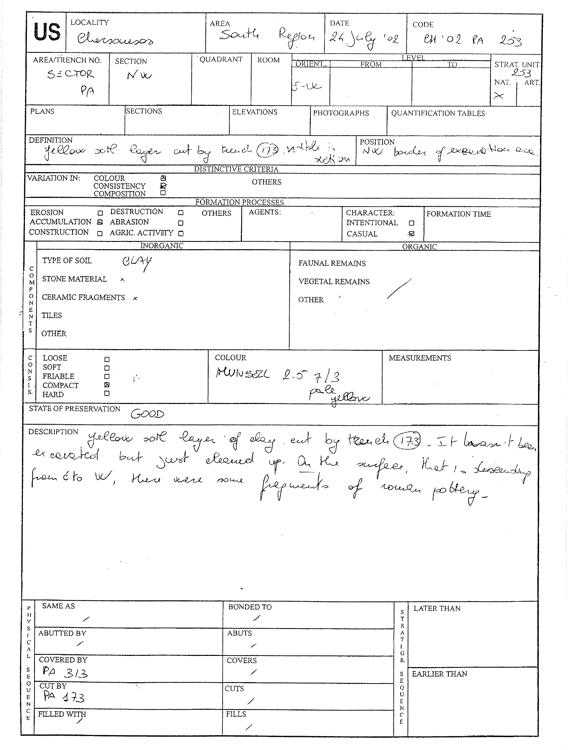 US
LOCALITY
Chersonesos
AREA
South Region
DATE
24 July '02
CODE
CH '02 PA 253
AREA/TRENCH NO.
SECTOR
PA
SECTION
NW
QUADRANT
ROOM
LEVEL
ORIENT. FROM TO
STRAT. UNIT
253
NAT. ART.
x
PLANS
SECTIONS
ELEVATIONS
PHOTOGRAPHS
QUANTIFICATION TABLES
DEFINITION
yellow soil layer cut by trench 173. visible in
section
POSITION
NW border of excavation area
DISTINCTIVE CRITERIA
VARIATION IN: COLOUR
CONSISTENCY
COMPOSITION
OTHERS
FORMATION PROCESSES
EROSION DESTRUCTION OTHERS
ACCUMULATION ABRASION
CONSTRUCTION AGRIC. ACTIVITY
AGENTS:
CHARACTER:
INTENTIONAL
CASUAL
FORMATION TIME
COMPONENTS
INORGANIC
TYPE OF SOIL CLAY
STONE MATERIAL x
CERAMIC FRAGMENTS x
TILES
OTHER
ORGANIC
FAUNAL REMAINS
VEGETAL REMAINS /
OTHER
CONSIS.
LOOSE
SOFT
FRIABLE
COMPACT
HARD
COLOUR
MUNSELL 2.5 7/3
pale
yellow
MEASUREMENTS
STATE OF PRESERVATION GOOD
DESCRIPTION yellow soil layer of clay cut by trench 173. It wasn't been
excavated but just cleaned up. On the surface, that is descending
from E to W, there were some fragments of roman pottery.
PHYSICAL SEQUENCE
SAME AS /
BONDED TO /
ABUTTED BY /
ABUTS /
COVERED BY
PA 313
COVERS /
CUT BY
PA 173
CUTS /
FILLED WITH /
FILLS /
STRATIGR. SEQUENCE
LATER THAN
EARLIER THAN